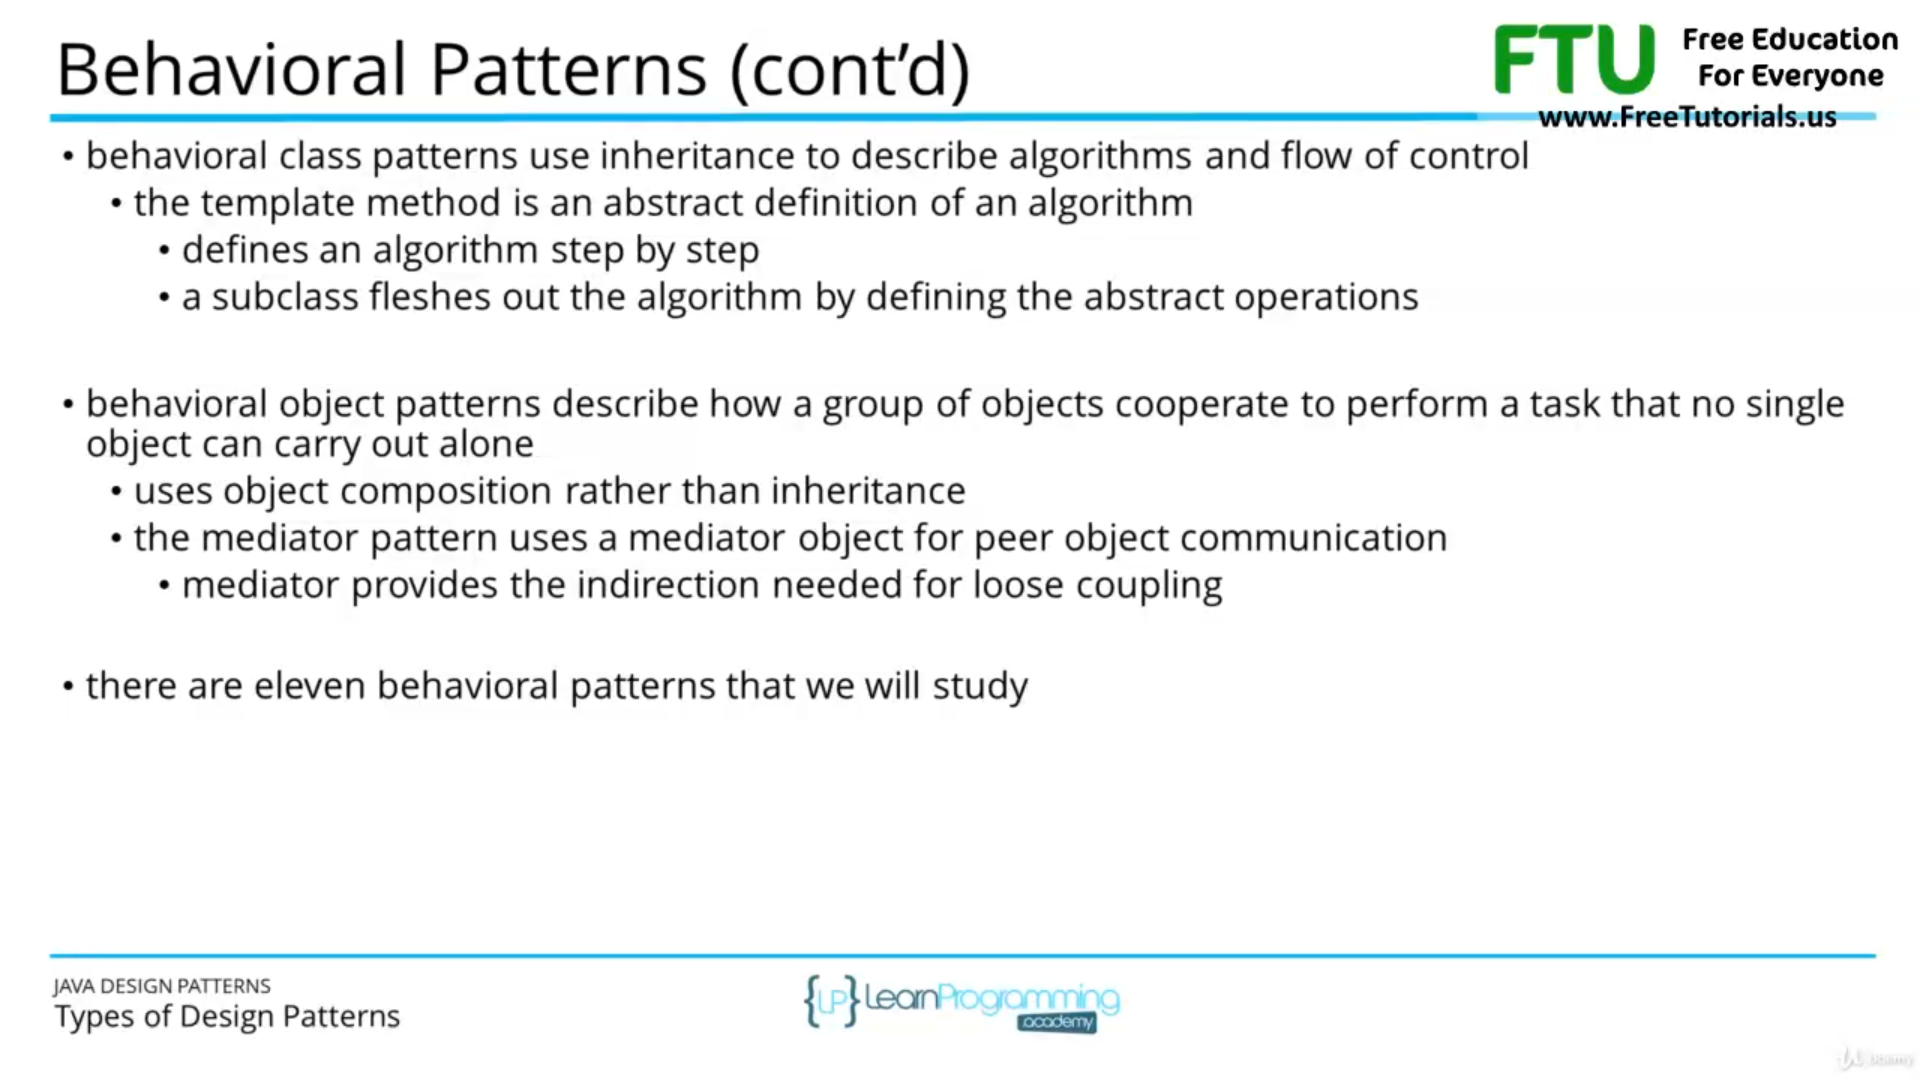 Behavioral Patterns (cont’d)
FTU Free Education
For Everyone
www.FreeTutorials.us
• behavioral class patterns use inheritance to describe algorithms and flow of control
• the template method is an abstract definition of an algorithm
• defines an algorithm step by step
• a subclass fleshes out the algorithm by defining the abstract operations
• behavioral object patterns describe how a group of objects cooperate to perform a task that no single
object can carry out alone
• uses object composition rather than inheritance
• the mediator pattern uses a mediator object for peer object communication
• mediator provides the indirection needed for loose coupling
• there are eleven behavioral patterns that we will study
JAVA DESIGN PATTERNS
Types of Design Patterns
{LP} LearnProgramming
academy
Udemy